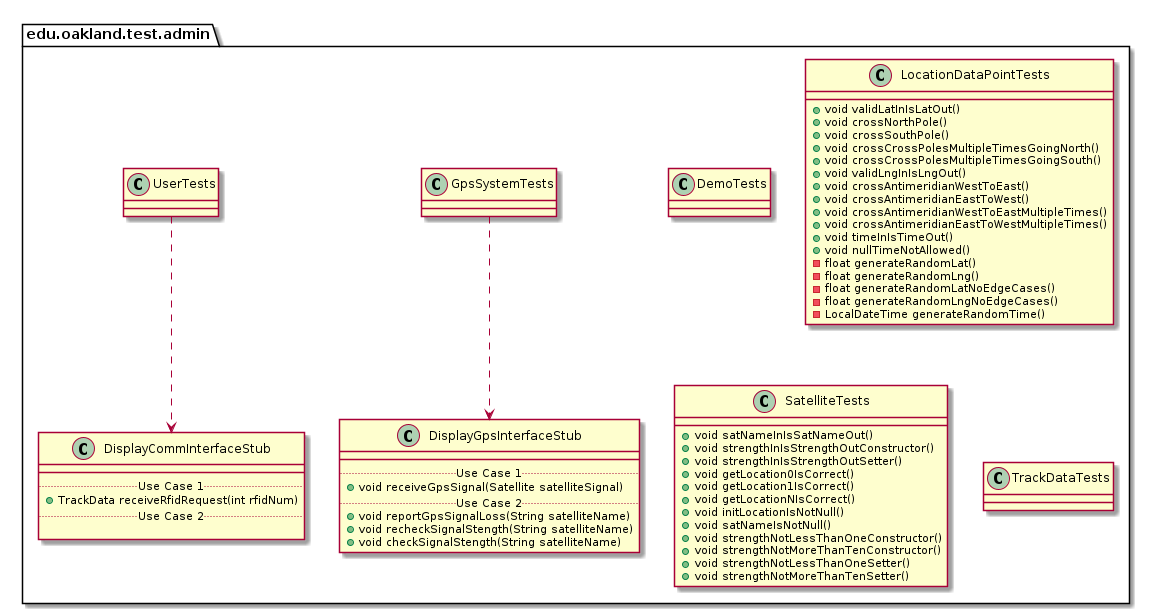 edu.oakland.test.admin
C LocationDataPointTests
void validLatInIsLatOut()
void crossNorthPole()
void crossSouthPole()
void crossCrossPolesMultipleTimesGoingNorth()
void crossCrossPolesMultipleTimesGoingSouth()
void validLngInIsLngOut()
void crossAntimeridianWestToEast()
void crossAntimeridianEastToWest()
void crossAntimeridianWestToEastMultipleTimes()
void crossAntimeridianEastToWestMultipleTimes()
void timeInIsTimeOut()
void nullTimeNotAllowed()
float generateRandomLat()
float generateRandomLng()
float generateRandomLatNoEdgeCases()
float generateRandomLngNoEdgeCases()
LocalDateTime generateRandomTime()
C UserTests
C GpsSystemTests
C DemoTests
C DisplayCommInterfaceStub
Use Case 1
TrackData receiveRfidRequest(int rfidNum)
Use Case 2
C DisplayGpsInterfaceStub
Use Case 1
void receiveGpsSignal(Satellite satelliteSignal)
Use Case 2
void reportGpsSignalLoss(String satelliteName)
void recheckSignalStength(String satelliteName)
void checkSignalStength(String satelliteName)
C SatelliteTests
void satNameInIsSatNameOut()
void strengthInIsStrengthOutConstructor()
void strengthInIsStrengthOutSetter()
void getLocation0IsCorrect()
void getLocation1IsCorrect()
void getLocationNIsCorrect()
void initLocationIsNotNull()
void satNameIsNotNull()
void strengthNotLessThanOneConstructor()
void strengthNotMoreThanTenConstructor()
void strengthNotLessThanOneSetter()
void strengthNotMoreThanTenSetter()
C TrackDataTests